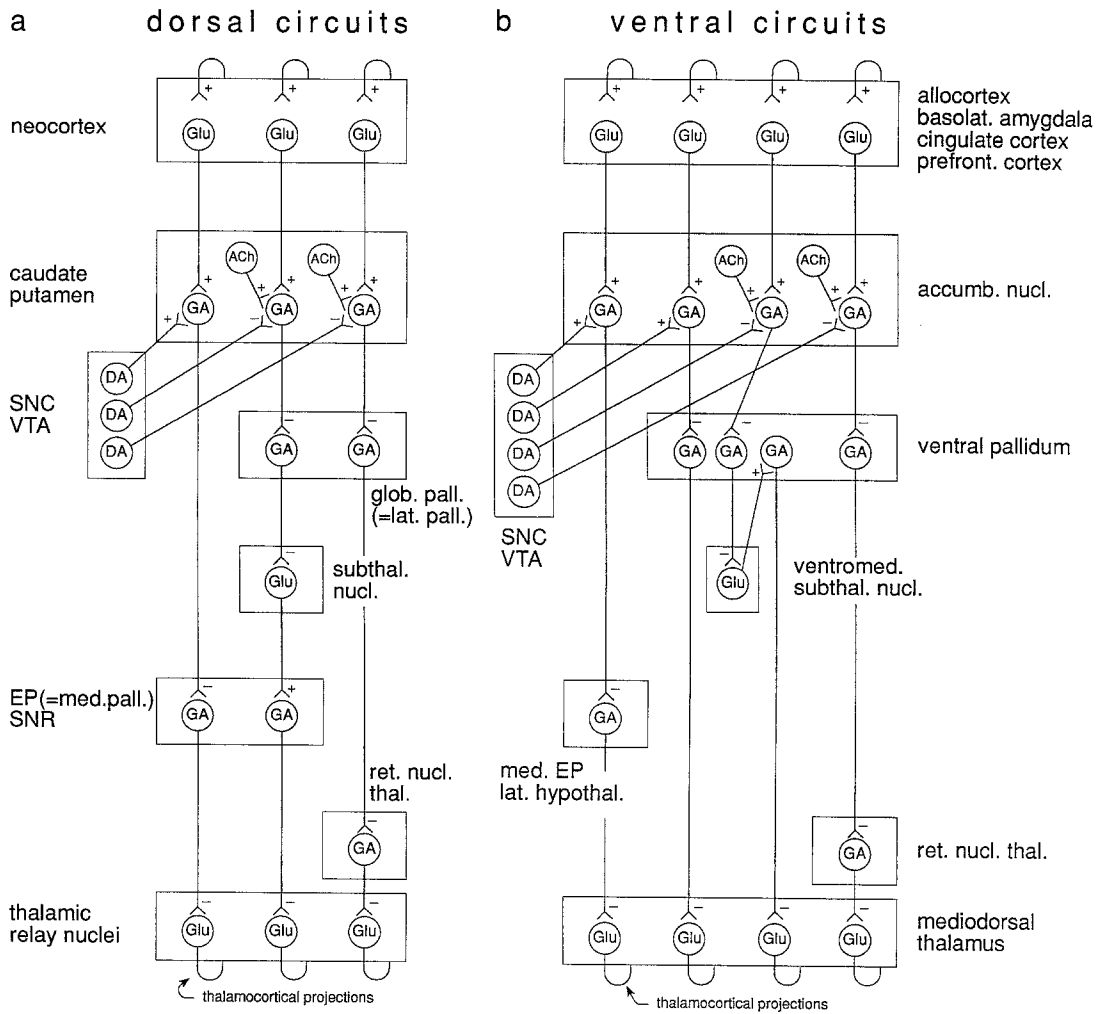 a
dorsal circuits
neocortex
+
+
+
Glu
Glu
Glu
caudate
putamen
ACh
ACh
+
+
+
+
+
GA
GA
GA
+
−
−
SNC
VTA
DA
DA
DA
−
−
GA
GA
glob. pall.
(=lat. pall.)
−
Glu
subthal.
nucl.
EP(=med.pall.)
SNR
−
+
GA
GA
ret. nucl.
thal.
−
GA
thalamic
relay nuclei
−
−
−
Glu
Glu
Glu
thalamocortical projections
b
ventral circuits
+
+
+
+
Glu
Glu
Glu
Glu
allocortex
basolat. amygdala
cingulate cortex
prefront. cortex
ACh
ACh
+
+
+
+
+
+
GA
GA
GA
GA
+
+
−
−
accumb. nucl.
DA
DA
DA
DA
SNC
VTA
−
−
−
GA
GA
GA
GA
+
ventral pallidum
−
Glu
ventromed.
subthal. nucl.
−
GA
med. EP
lat. hypothal.
−
GA
ret. nucl. thal.
−
−
−
−
Glu
Glu
Glu
Glu
mediodorsal
thalamus
thalamocortical projections